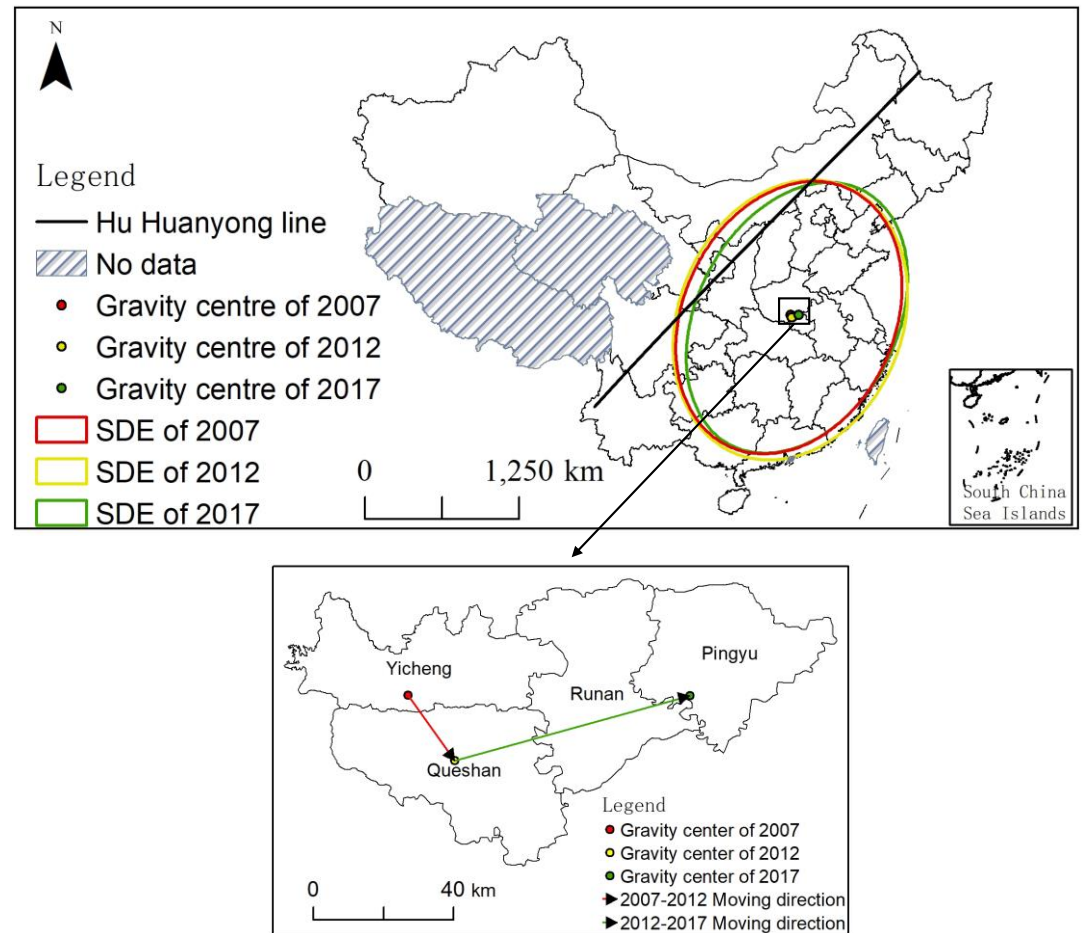 N
Legend
Hu Huanyong line
No data
Gravity centre of 2007
Gravity centre of 2012
Gravity centre of 2017
SDE of 2007
SDE of 2012
SDE of 2017
0 1,250 km
South China
Sea Islands
Yicheng
Pingyu
Runan
Queshan
Legend
Gravity center of 2007
Gravity center of 2012
Gravity center of 2017
2007-2012 Moving direction
2012-2017 Moving direction
0 40 km